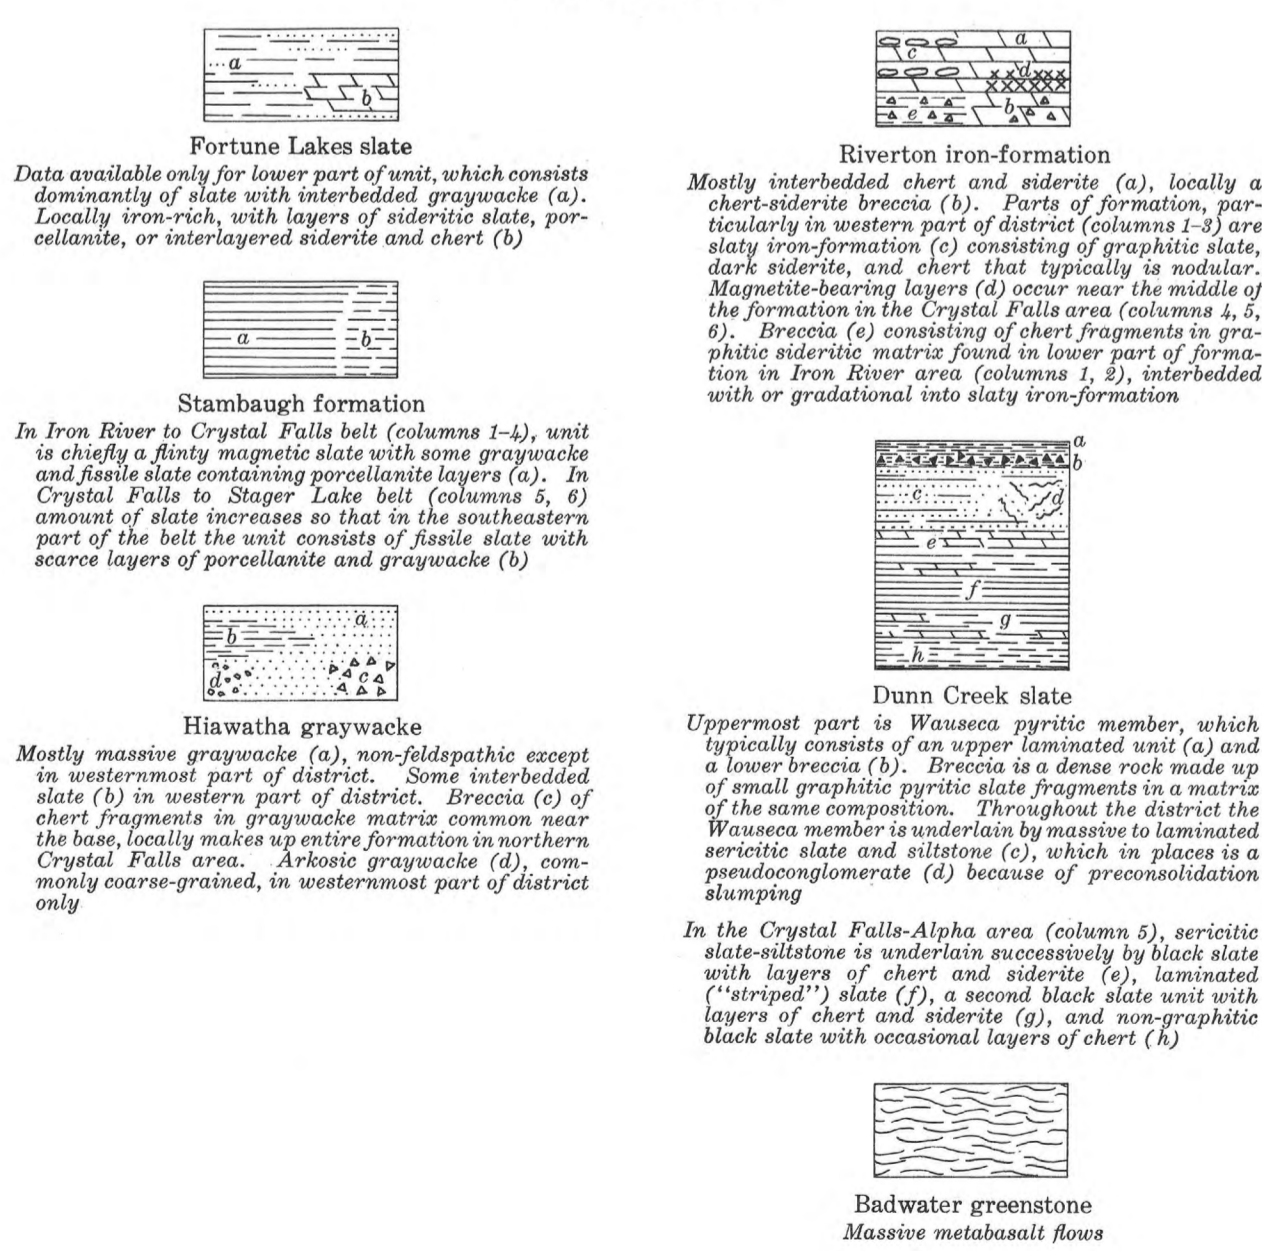 a
b
Fortune Lakes slate
Data available only for lower part of unit, which consists
dominantly of slate with interbedded graywacke (a).
Locally iron-rich, with layers of sideritic slate, por-
cellanite, or interlayered siderite and chert (b)
a
b
Stambaugh formation
In Iron River to Crystal Falls belt (columns 1–4), unit
is chiefly a flinty magnetic slate with some graywacke
and fissile slate containing porcellanite layers (a). In
Crystal Falls to Stager Lake belt (columns 5, 6)
amount of slate increases so that in the southeastern
part of the belt the unit consists of fissile slate with
scarce layers of porcellanite and graywacke (b)
a
b
c
d
Hiawatha graywacke
Mostly massive graywacke (a), non-feldspathic except
in westernmost part of district. Some interbedded
slate (b) in western part of district. Breccia (c) of
chert fragments in graywacke matrix common near
the base, locally makes up entire formation in northern
Crystal Falls area. Arkosic graywacke (d), com-
monly coarse-grained, in westernmost part of district
only
a
c
d
b
e
Riverton iron-formation
Mostly interbedded chert and siderite (a), locally a
chert-siderite breccia (b). Parts of formation, par-
ticularly in western part of district (columns 1–3) are
slaty iron-formation (c) consisting of graphitic slate,
dark siderite, and chert that typically is nodular.
Magnetite-bearing layers (d) occur near the middle of
the formation in the Crystal Falls area (columns 4, 5,
6). Breccia (e) consisting of chert fragments in gra-
phitic sideritic matrix found in lower part of forma-
tion in Iron River area (columns 1, 2), interbedded
with or gradational into slaty iron-formation
a
b
c
d
e
f
g
h
Dunn Creek slate
Uppermost part is Wauseca pyritic member, which
typically consists of an upper laminated unit (a) and
a lower breccia (b). Breccia is a dense rock made up
of small graphitic pyritic slate fragments in a matrix
of the same composition. Throughout the district the
Wauseca member is underlain by massive to laminated
sericitic slate and siltstone (c), which in places is a
pseudoconglomerate (d) because of preconsolidation
slumping
In the Crystal Falls-Alpha area (column 5), sericitic
slate-siltstone is underlain successively by black slate
with layers of chert and siderite (e), laminated
(“striped”) slate (f), a second black slate unit with
layers of chert and siderite (g), and non-graphitic
black slate with occasional layers of chert (h)
Badwater greenstone
Massive metabasalt flows